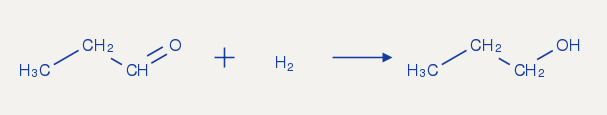 H₃C CH₂ CH O + H₂ H₃C CH₂ CH₂ OH